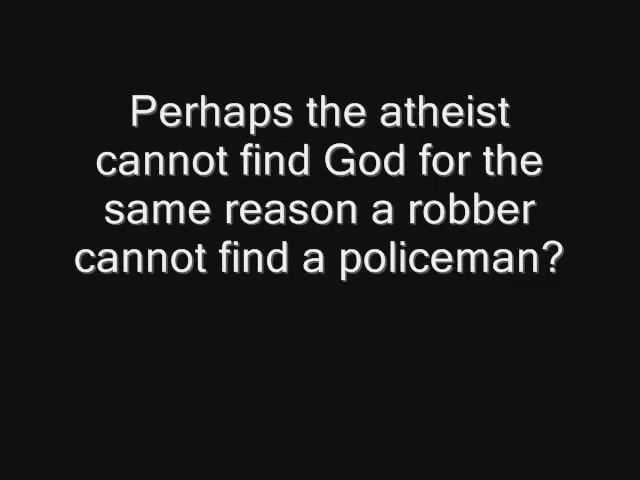 Perhaps the atheist
cannot find God for the
same reason a robber
cannot find a policeman?